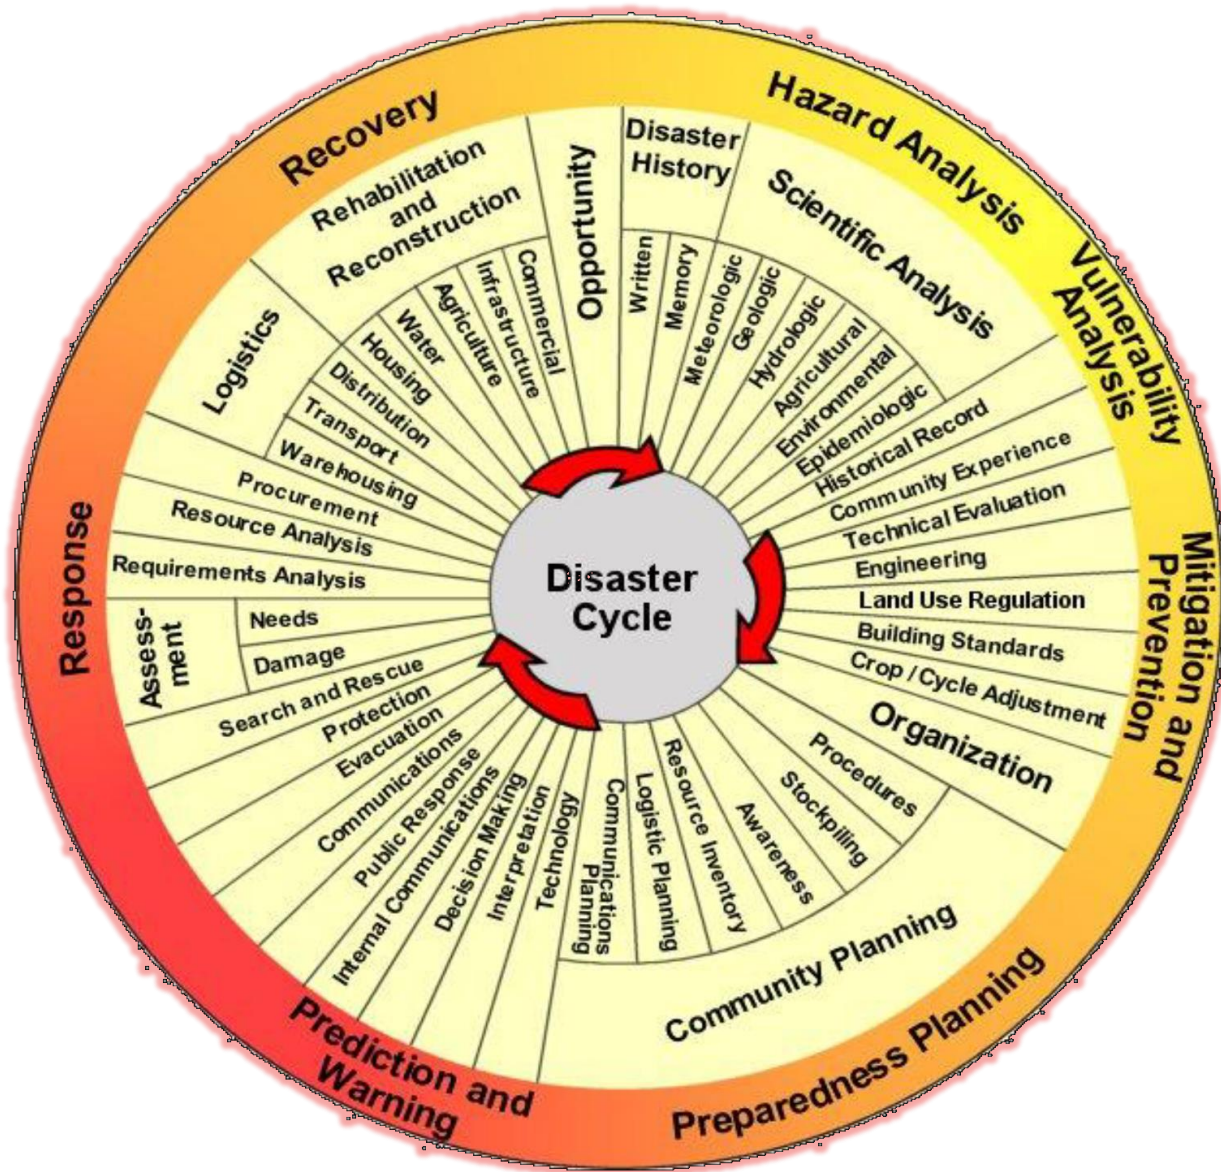 Disaster
Cycle
Hazard Analysis
Disaster
History
Written
Memory
Scientific Analysis
Meteorologic
Geologic
Hydrologic
Agricultural
Environmental
Epidemiologic
Vulnerability
Analysis
Historical Record
Community Experience
Technical Evaluation
Mitigation and
Prevention
Engineering
Land Use Regulation
Building Standards
Crop / Cycle Adjustment
Preparedness Planning
Organization
Community Planning
Procedures
Stockpiling
Awareness
Resource Inventory
Logistic Planning
Communications
Planning
Prediction and
Warning
Technology
Interpretation
Decision Making
Internal Communications
Public Response
Communications
Response
Evacuation
Protection
Search and Rescue
Assess-
ment
Damage
Needs
Requirements Analysis
Resource Analysis
Procurement
Logistics
Warehousing
Transport
Distribution
Recovery
Rehabilitation
and
Reconstruction
Housing
Water
Agriculture
Infrastructure
Commercial
Opportunity